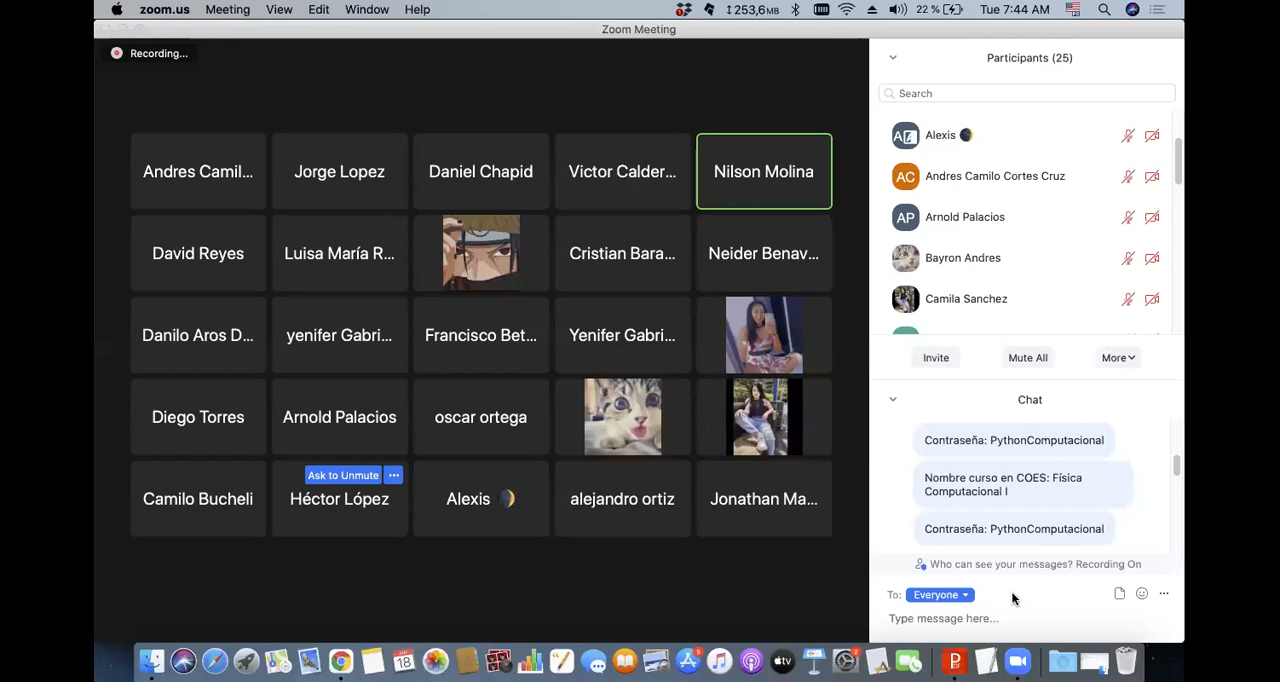 zoom.us Meeting View Edit Window Help 253,6MB 22 % Tue 7:44 AM
Zoom Meeting
Recording...
Participants (25)
Search
Alexis
Andres Camilo Cortes Cruz
AC
AP Arnold Palacios
Bayron Andres
Camila Sanchez
Invite Mute All More
Andres Camil... Jorge Lopez Daniel Chapid Victor Calder... Nilson Molina
David Reyes Luisa María R... Cristian Bara... Neider Benav...
Danilo Aros D... yenifer Gabri... Francisco Bet... Yenifer Gabri...
Diego Torres Arnold Palacios oscar ortega
Ask to Unmute ...
Camilo Bucheli Héctor López Alexis alejandro ortiz Jonathan Ma...
Chat
Contraseña: PythonComputacional
Nombre curso en COES: Física
Computacional I
Contraseña: PythonComputacional
Who can see your messages? Recording On
To: Everyone
Type message here...